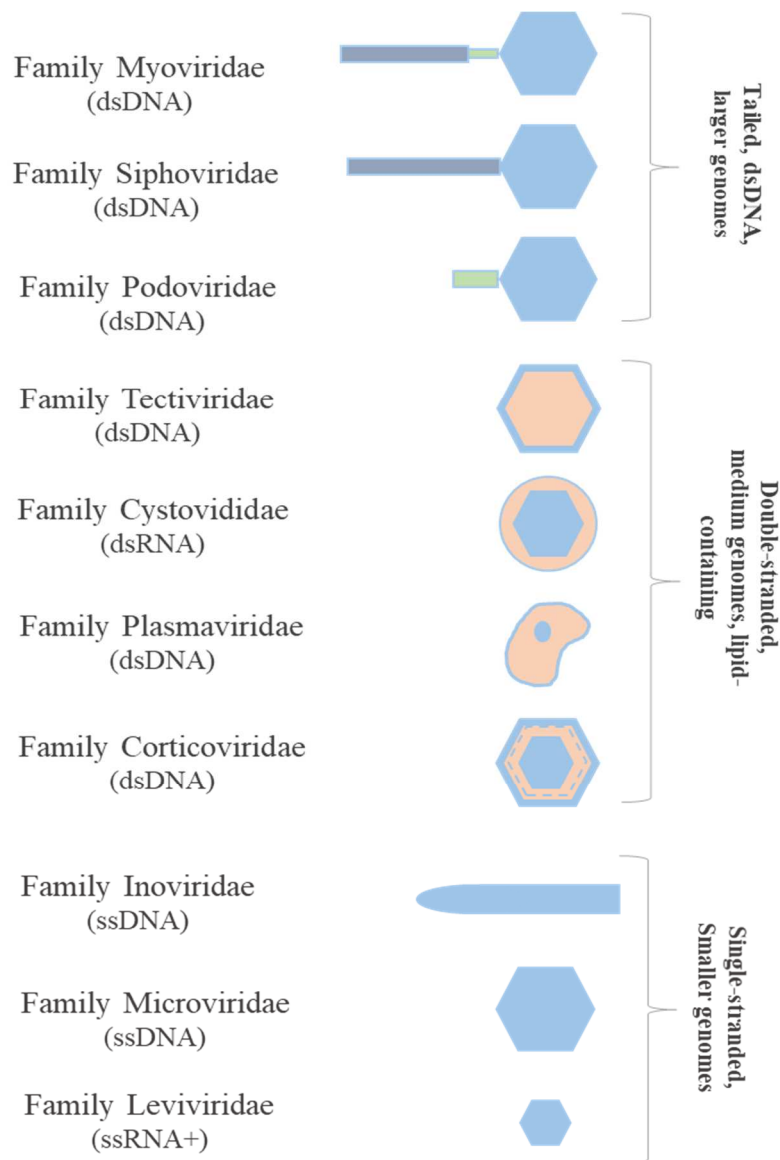 Family Myoviridae
(dsDNA)
Family Siphoviridae
(dsDNA)
Family Podoviridae
(dsDNA)
Tailed, dsDNA,
larger genomes
Family Tectiviridae
(dsDNA)
Family Cystovididae
(dsRNA)
Family Plasmaviridae
(dsDNA)
Family Corticoviridae
(dsDNA)
Double-stranded,
medium genomes, lipid-
containing
Family Inoviridae
(ssDNA)
Family Microviridae
(ssDNA)
Family Leviviridae
(ssRNA+)
Single-stranded,
Smaller genomes